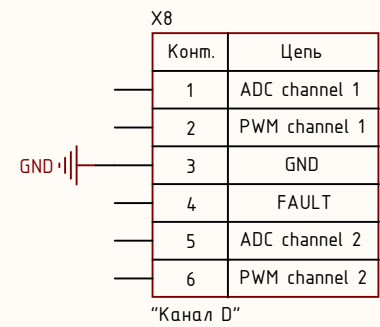 X8
Конт. Цепь
1 ADC channel 1
2 PWM channel 1
GND 3 GND
4 FAULT
5 ADC channel 2
6 PWM channel 2
"Канал D"